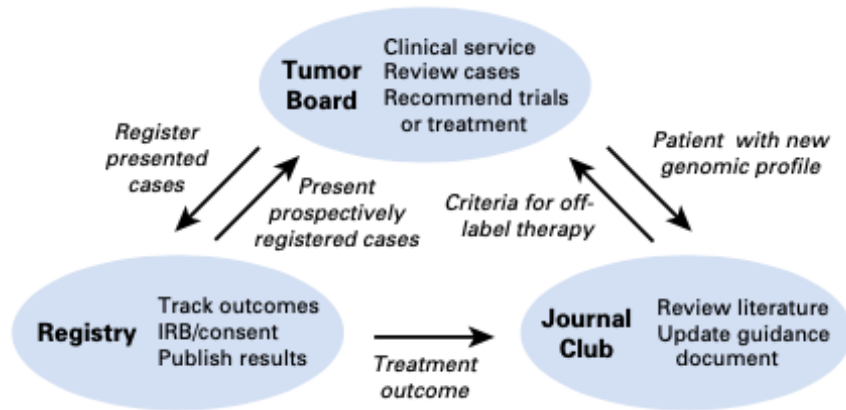 Tumor
Board
Clinical service
Review cases
Recommend trials
or treatment
Register
presented
cases
Present
prospectively
registered cases
Criteria for off-
label therapy
Patient with new
genomic profile
Registry
Track outcomes
IRB/consent
Publish results
Treatment
outcome
Journal
Club
Review literature
Update guidance
document